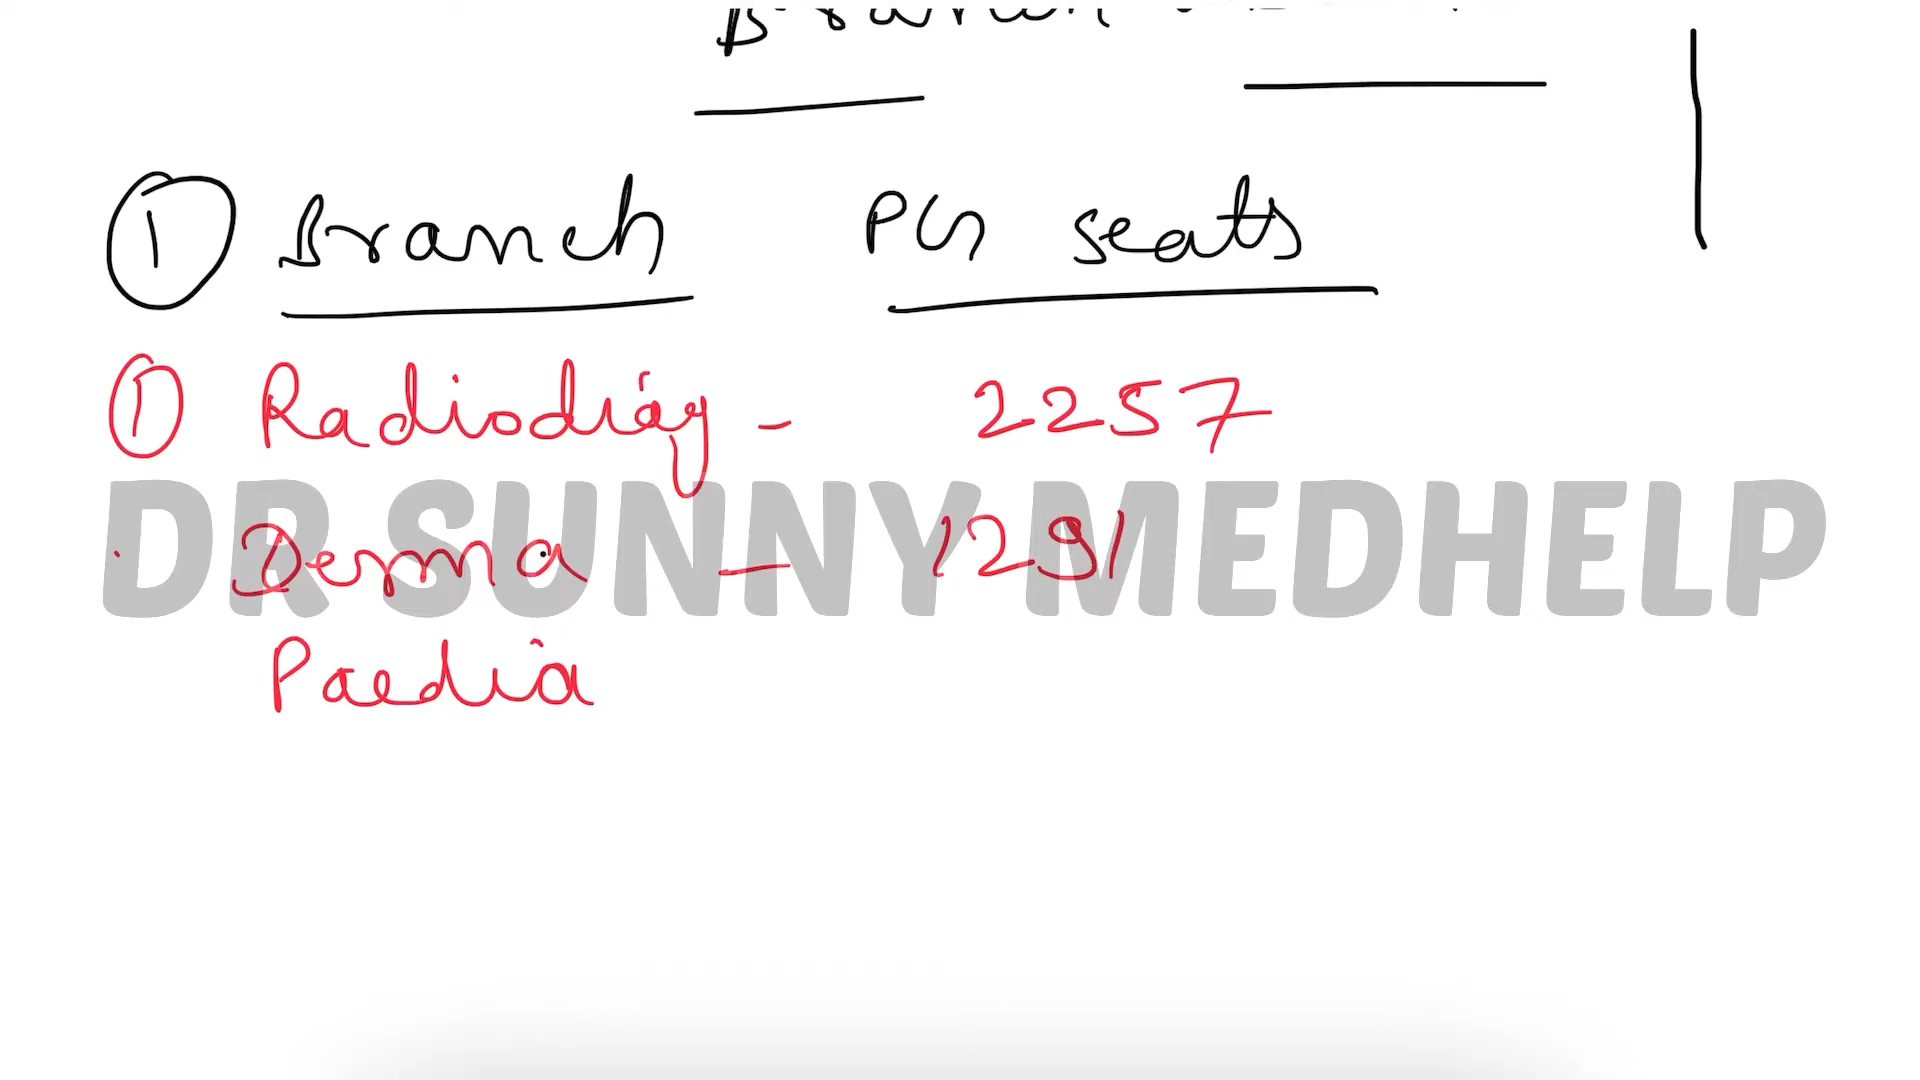 ① Branch PG seats
① Radiodiag - 2257
DR SUNNY MEDHELP
Derma - 1291
Paedia